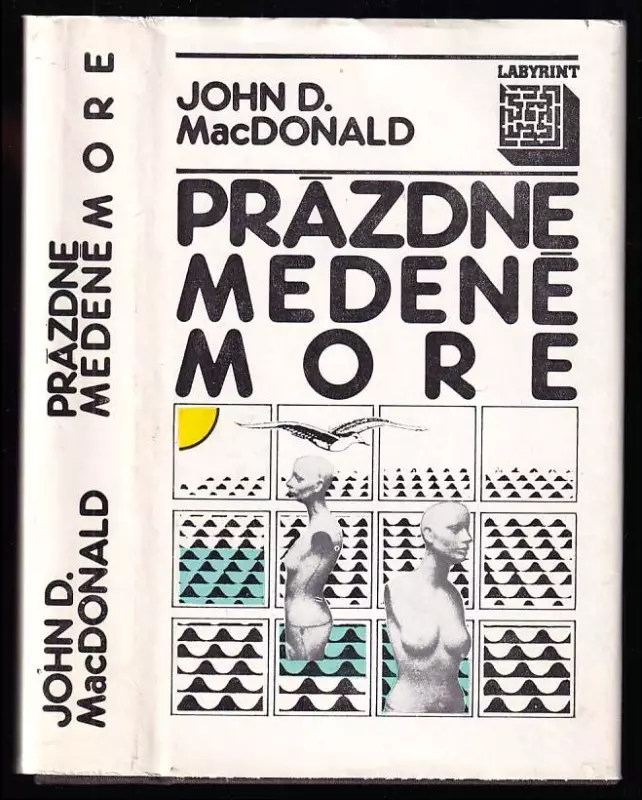 JOHN D.
MacDONALD
PRÁZDNE
MEDENÉ MORE
LABYRINT
JOHN D.
MacDONALD
PRÁZDNE
MEDENÉ
MORE